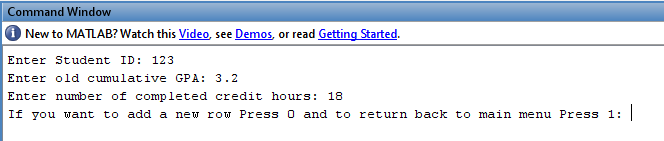 Command Window
New to MATLAB? Watch this Video, see Demos, or read Getting Started.
Enter Student ID: 123
Enter old cumulative GPA: 3.2
Enter number of completed credit hours: 18
If you want to add a new row Press 0 and to return back to main menu Press 1: